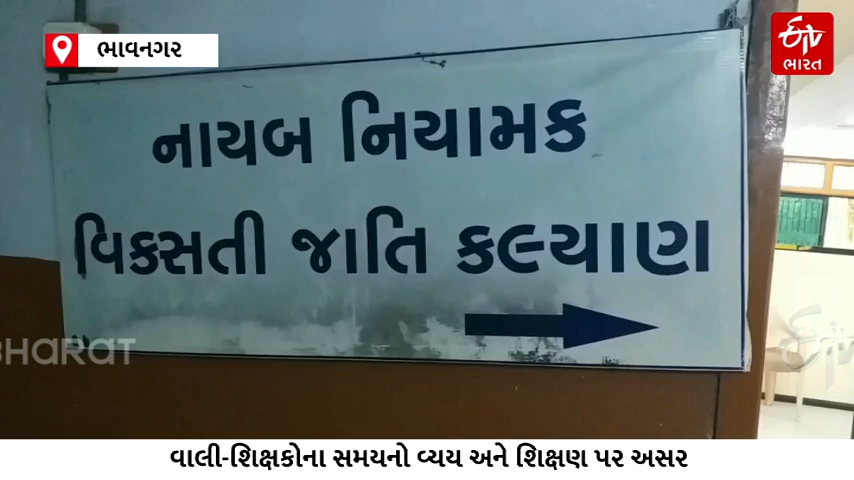 ભાવનગર
ETV
ભારત
નાયબ નિયામક
વિકસતી જાતિ કલ્યાણ
BHARAT
વાલી-શિક્ષકોના સમયનો વ્યય અને શિક્ષણ પર અસર